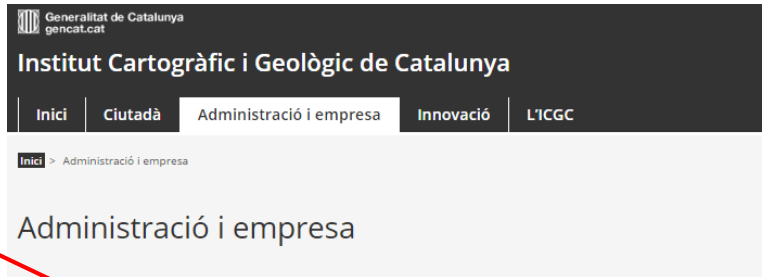 Generalitat de Catalunya
gencat.cat
Institut Cartogràfic i Geològic de Catalunya
Inici Ciutadà Administració i empresa Innovació L'ICGC
Inici > Administració i empresa
Administració i empresa